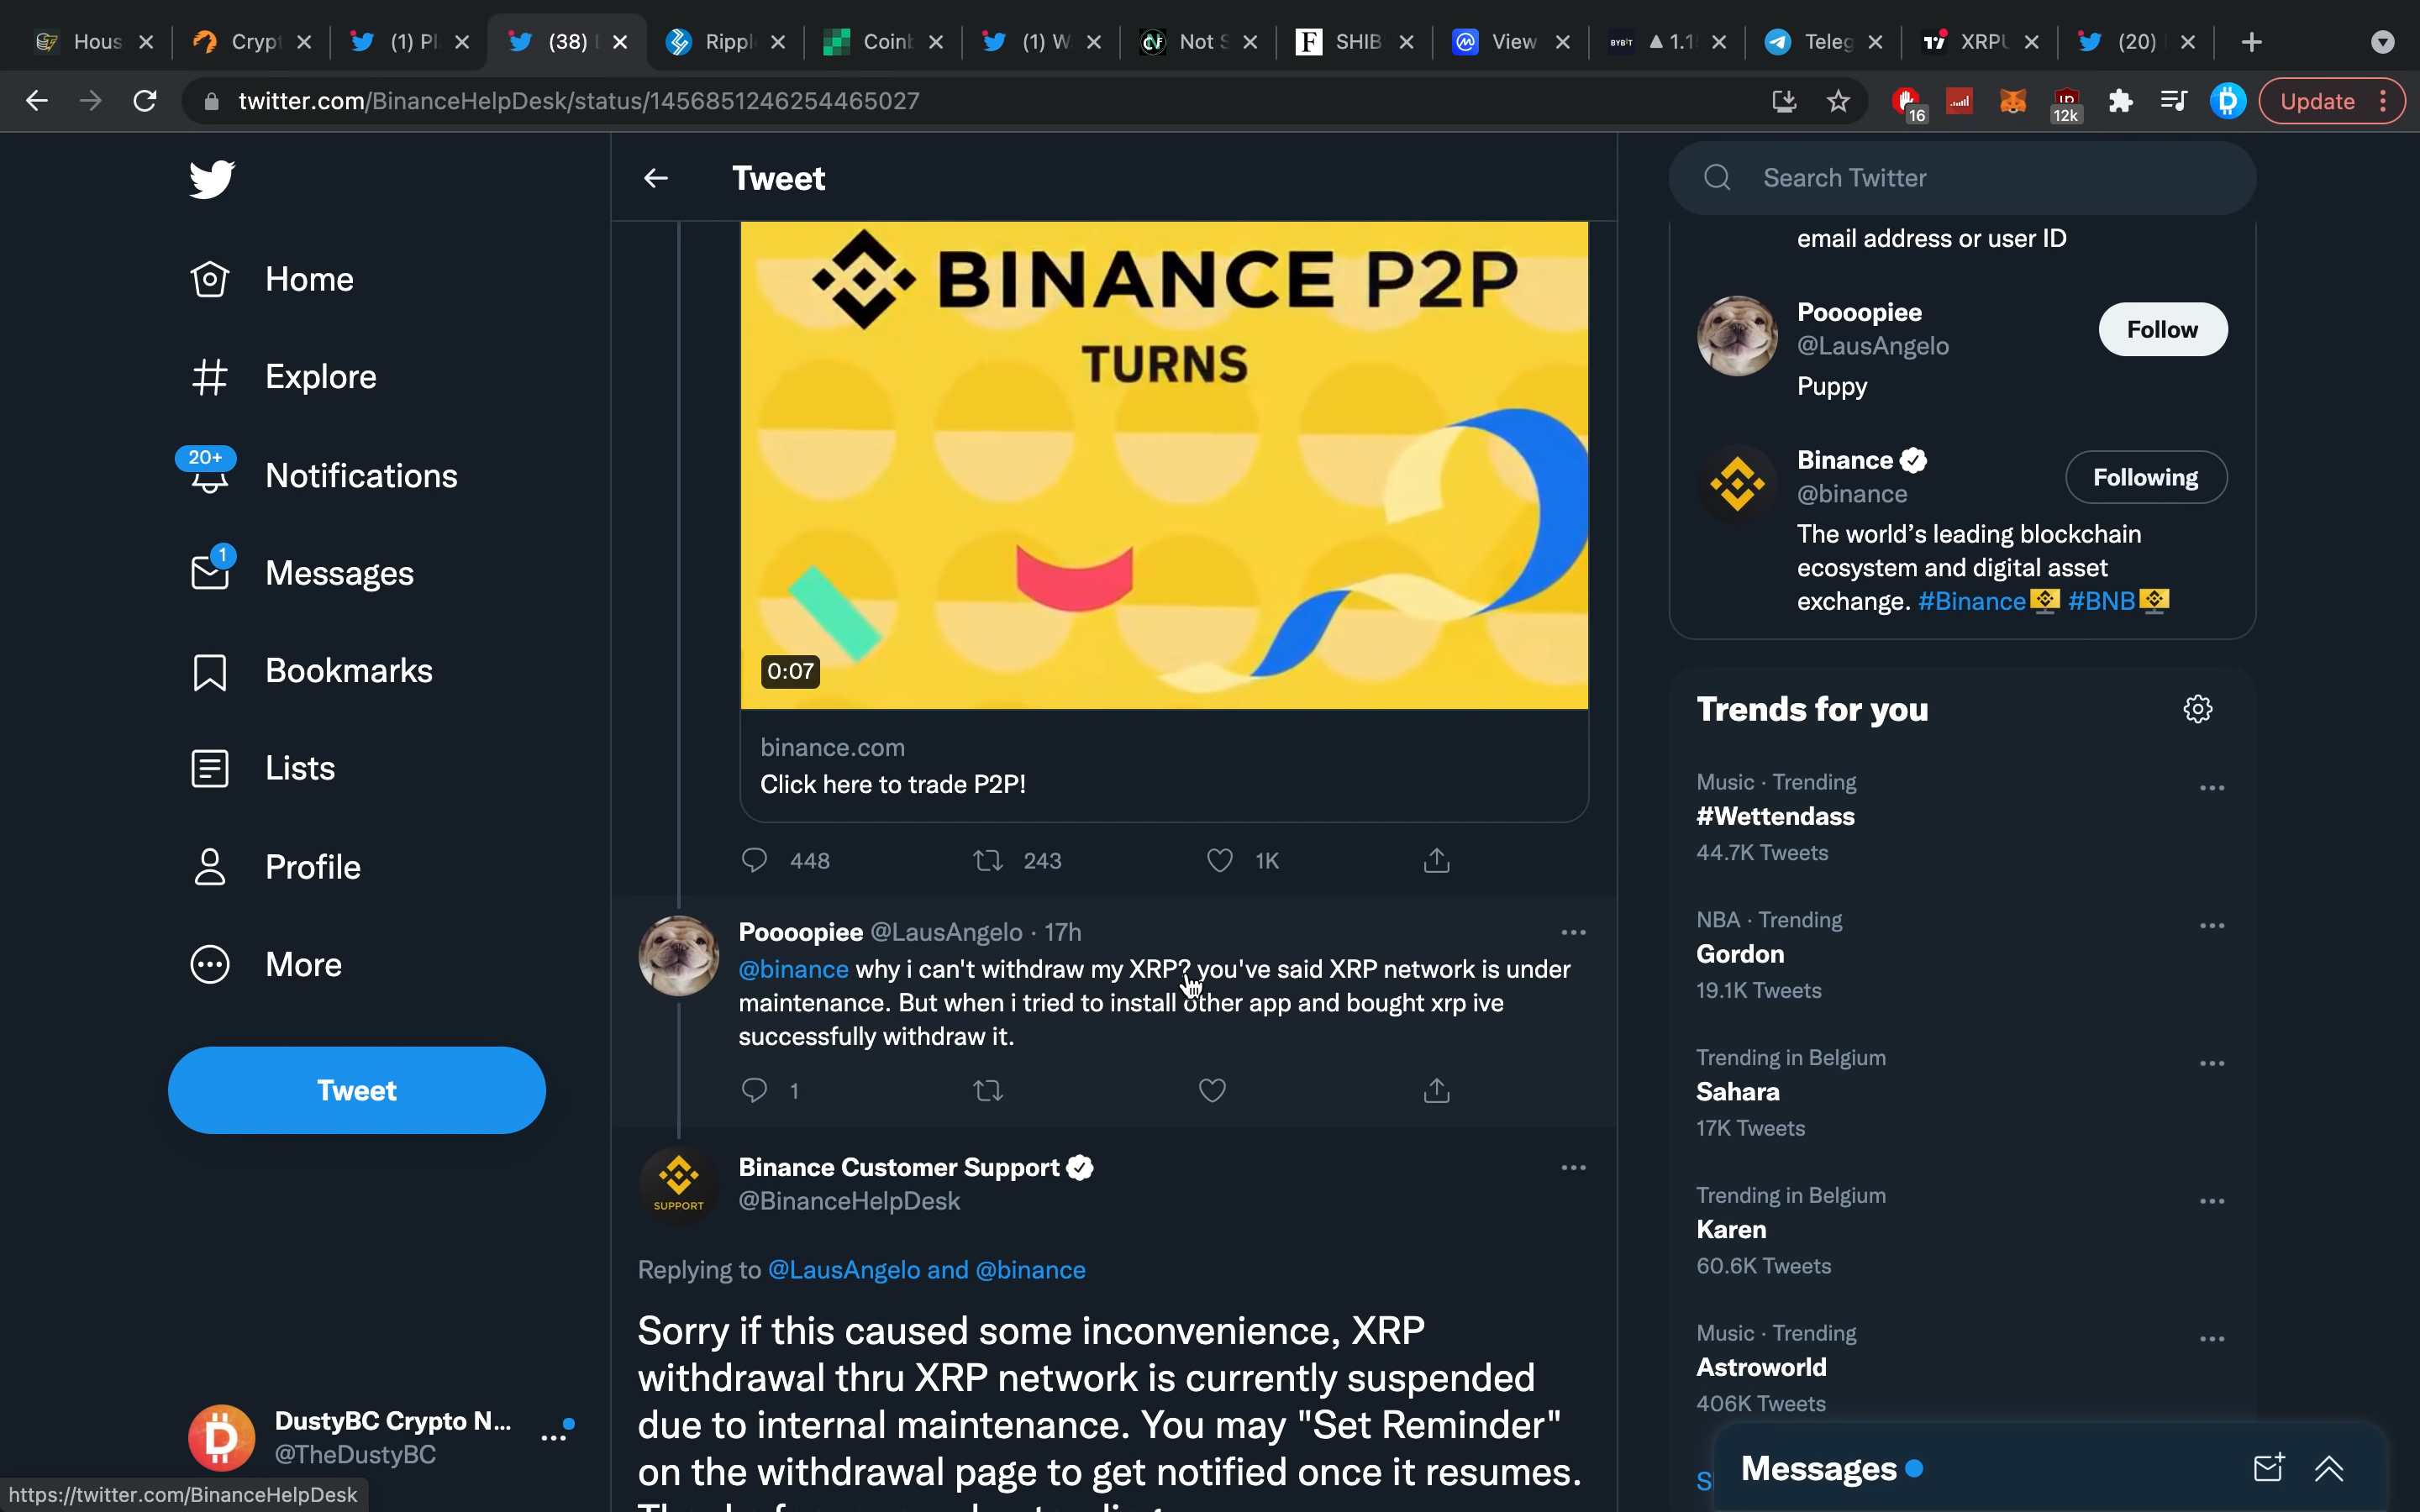 Hous
Crypt
(1) Pl
(38)
Rippl
Coinb
(1) W
Not S
SHIB
View
BYBIT
▲ 1.1
Teleg
XRPU
(20)
twitter.com/BinanceHelpDesk/status/1456851246254465027
16
12k
Update
Home
Explore
20+
Notifications
1
Messages
Bookmarks
Lists
Profile
More
Tweet
DustyBC Crypto N...
@TheDustyBC
https://twitter.com/BinanceHelpDesk
Tweet
BINANCE P2P
TURNS
0:07
binance.com
Click here to trade P2P!
448
243
1K
Poooopiee @LausAngelo · 17h
@binance why i can't withdraw my XRP? you've said XRP network is under
maintenance. But when i tried to install other app and bought xrp ive
successfully withdraw it.
1
SUPPORT
Binance Customer Support
@BinanceHelpDesk
Replying to @LausAngelo and @binance
Sorry if this caused some inconvenience, XRP
withdrawal thru XRP network is currently suspended
due to internal maintenance. You may "Set Reminder"
on the withdrawal page to get notified once it resumes.
Search Twitter
email address or user ID
Poooopiee
@LausAngelo
Follow
Puppy
Binance
@binance
Following
The world's leading blockchain
ecosystem and digital asset
exchange. #Binance #BNB
Trends for you
Music · Trending
#Wettendass
44.7K Tweets
NBA · Trending
Gordon
19.1K Tweets
Trending in Belgium
Sahara
17K Tweets
Trending in Belgium
Karen
60.6K Tweets
Music · Trending
Astroworld
406K Tweets
Messages